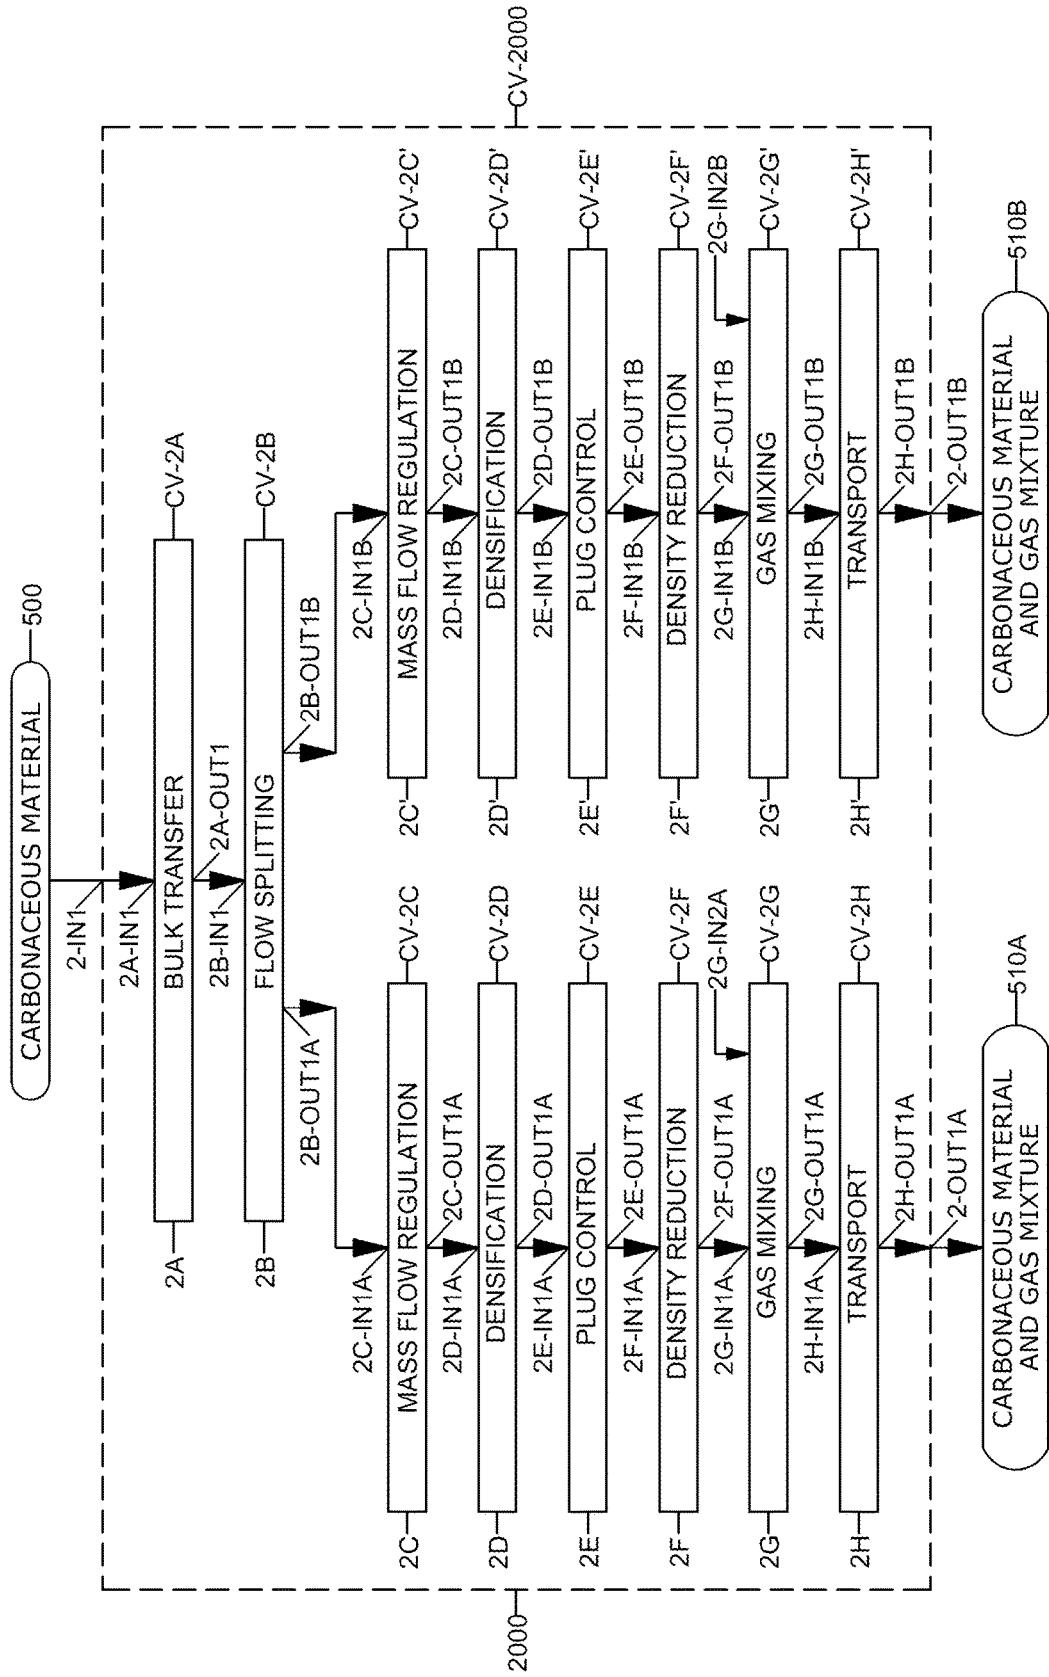 CARBONACEOUS MATERIAL
500
2-IN1
2A-IN1
2A
BULK TRANSFER
CV-2A
2B-IN1
2A-OUT1
2B
FLOW SPLITTING
CV-2B
2B-OUT1A
2B-OUT1B
2C-IN1A
2C-IN1B
2C
MASS FLOW REGULATION
CV-2C
2C'
MASS FLOW REGULATION
CV-2C'
2D-IN1A
2C-OUT1A
2D-IN1B
2C-OUT1B
2000
2D
DENSIFICATION
CV-2D
2D'
DENSIFICATION
CV-2D'
CV-2000
2E-IN1A
2D-OUT1A
2E-IN1B
2D-OUT1B
2E
PLUG CONTROL
CV-2E
2E'
PLUG CONTROL
CV-2E'
2F-IN1A
2E-OUT1A
2F-IN1B
2E-OUT1B
2F
DENSITY REDUCTION
CV-2F
2F'
DENSITY REDUCTION
CV-2F'
2G-IN1A
2F-OUT1A
2G-IN2A
2G-IN1B
2F-OUT1B
2G-IN2B
2G
GAS MIXING
CV-2G
2G'
GAS MIXING
CV-2G'
2H-IN1A
2G-OUT1A
2H-IN1B
2G-OUT1B
2H
TRANSPORT
CV-2H
2H'
TRANSPORT
CV-2H'
2H-OUT1A
2H-OUT1B
2-OUT1A
2-OUT1B
CARBONACEOUS MATERIAL
AND GAS MIXTURE
510A
CARBONACEOUS MATERIAL
AND GAS MIXTURE
510B